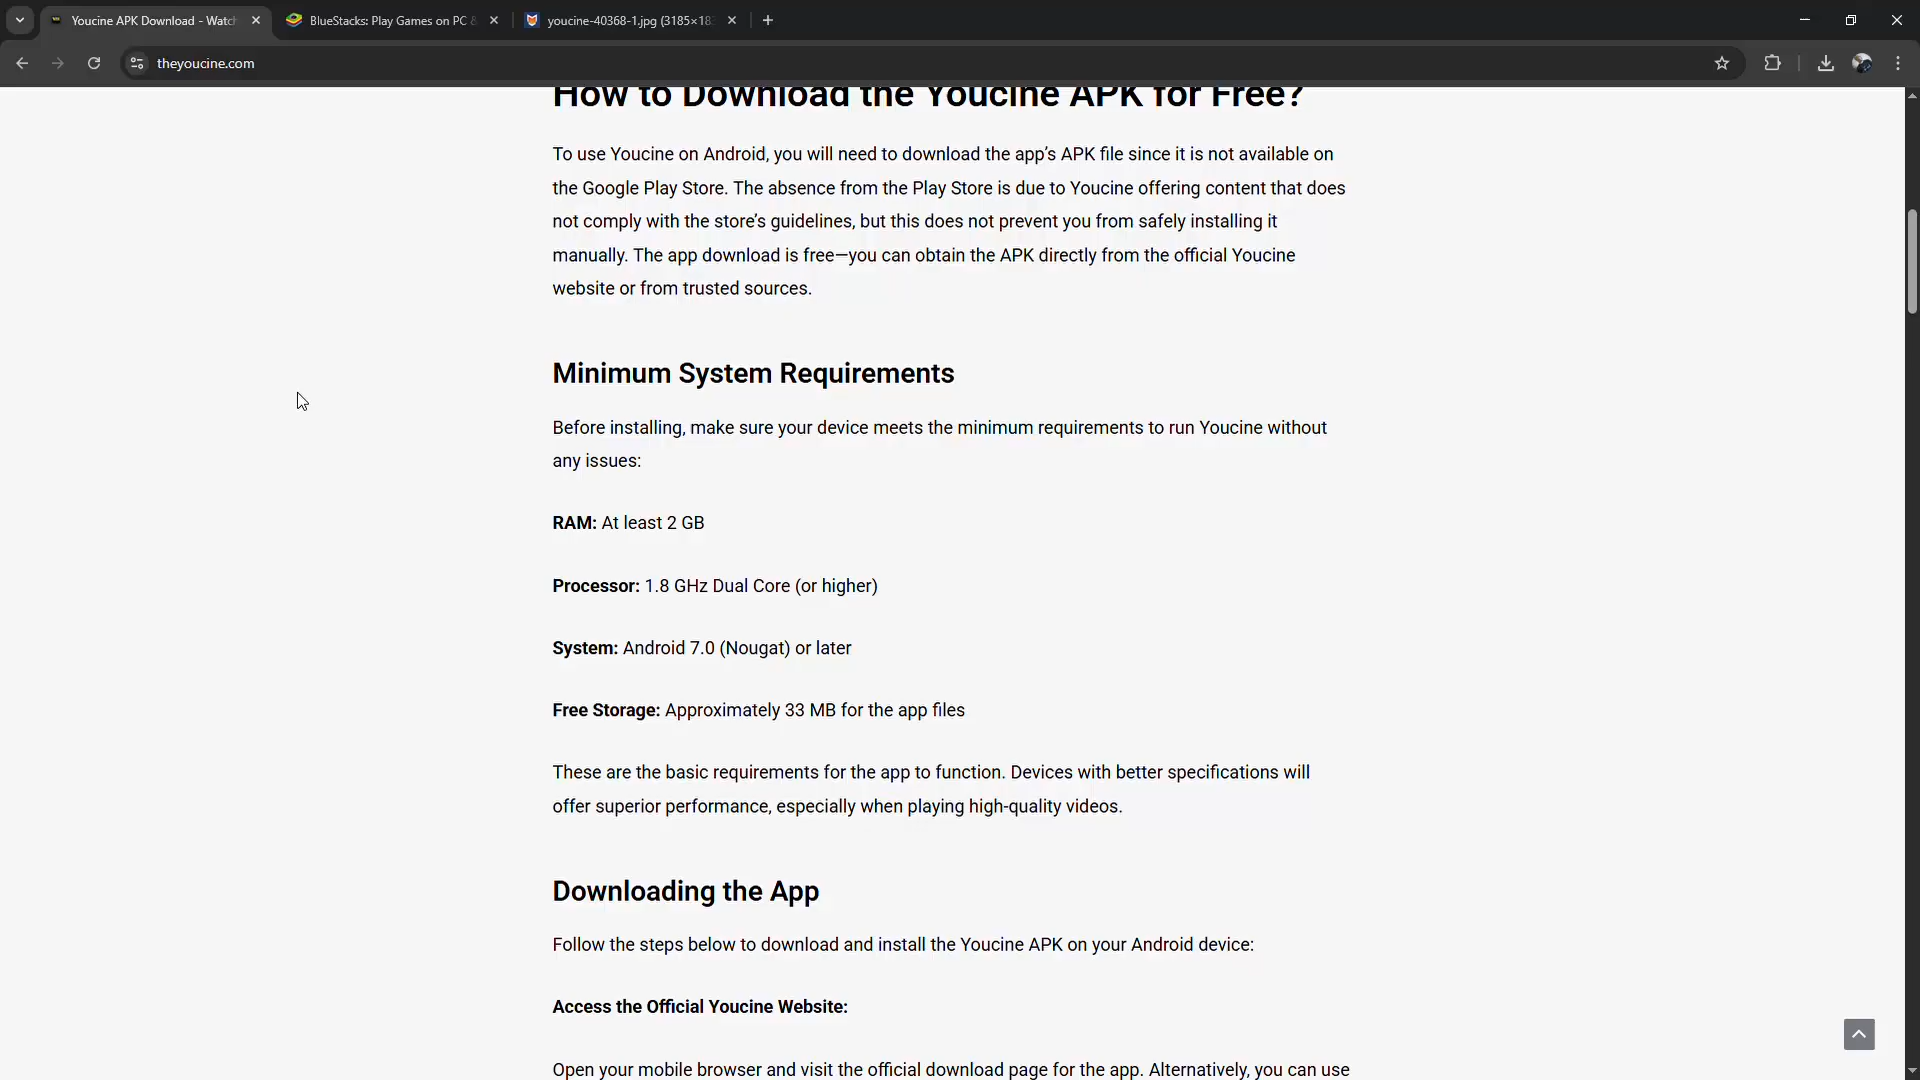 Youcine APK Download - Watch
BlueStacks: Play Games on PC &
youcine-40368-1.jpg (3185×18
theyoucine.com
How to Download the Youcine APK for Free?
To use Youcine on Android, you will need to download the app’s APK file since it is not available on
the Google Play Store. The absence from the Play Store is due to Youcine offering content that does
not comply with the store’s guidelines, but this does not prevent you from safely installing it
manually. The app download is free—you can obtain the APK directly from the official Youcine
website or from trusted sources.
Minimum System Requirements
Before installing, make sure your device meets the minimum requirements to run Youcine without
any issues:
RAM: At least 2 GB
Processor: 1.8 GHz Dual Core (or higher)
System: Android 7.0 (Nougat) or later
Free Storage: Approximately 33 MB for the app files
These are the basic requirements for the app to function. Devices with better specifications will
offer superior performance, especially when playing high-quality videos.
Downloading the App
Follow the steps below to download and install the Youcine APK on your Android device:
Access the Official Youcine Website:
Open your mobile browser and visit the official download page for the app. Alternatively, you can use